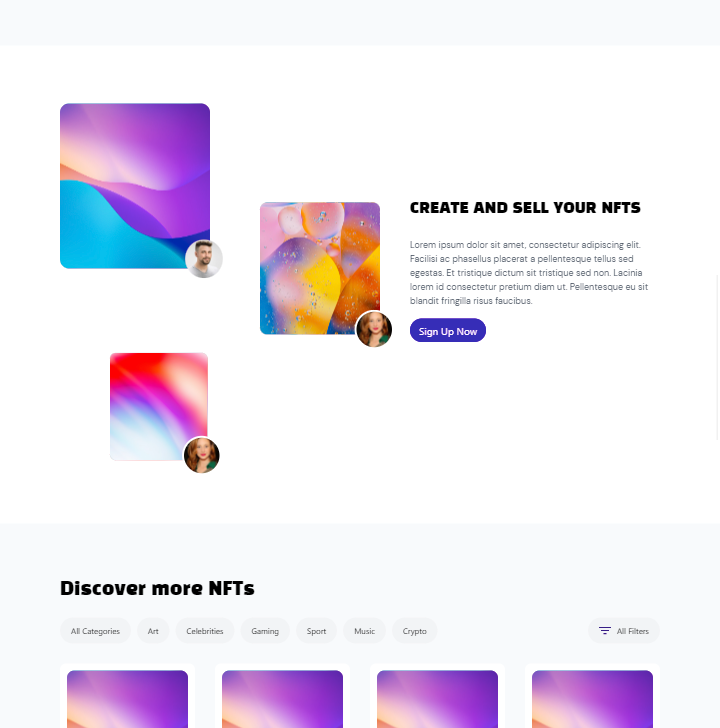 CREATE AND SELL YOUR NFTS
Lorem ipsum dolor sit amet, consectetur adipiscing elit.
Facilisi ac phasellus placerat a pellentesque tellus sed
egestas. Et tristique dictum sit tristique sed non. Lacinia
lorem id consectetur pretium diam ut. Pellentesque eu sit
blandit fringilla risus faucibus.
Sign Up Now
Discover more NFTs
All Categories Art Celebrities Gaming Sport Music Crypto All Filters